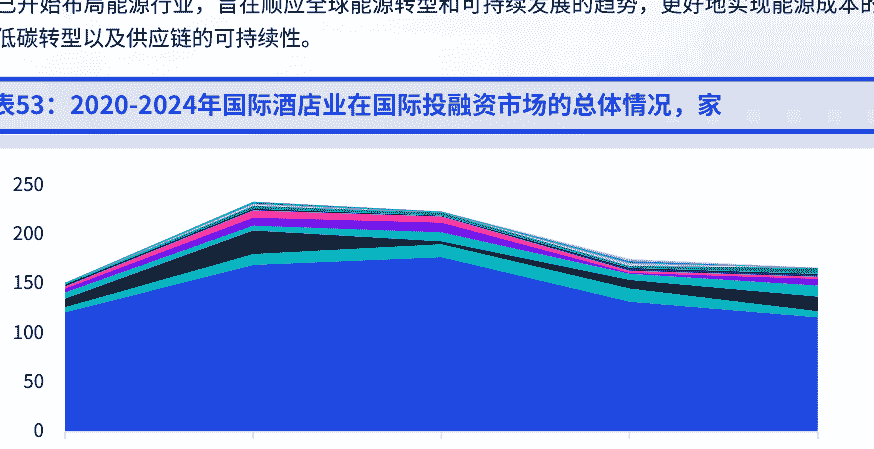 已开始布局能源行业，旨在顺应全球能源转型和可持续发展的趋势，更好地实现能源成本的
低碳转型以及供应链的可持续性。
表53：2020-2024年国际酒店业在国际投融资市场的总体情况，家
250
200
150
100
50
0